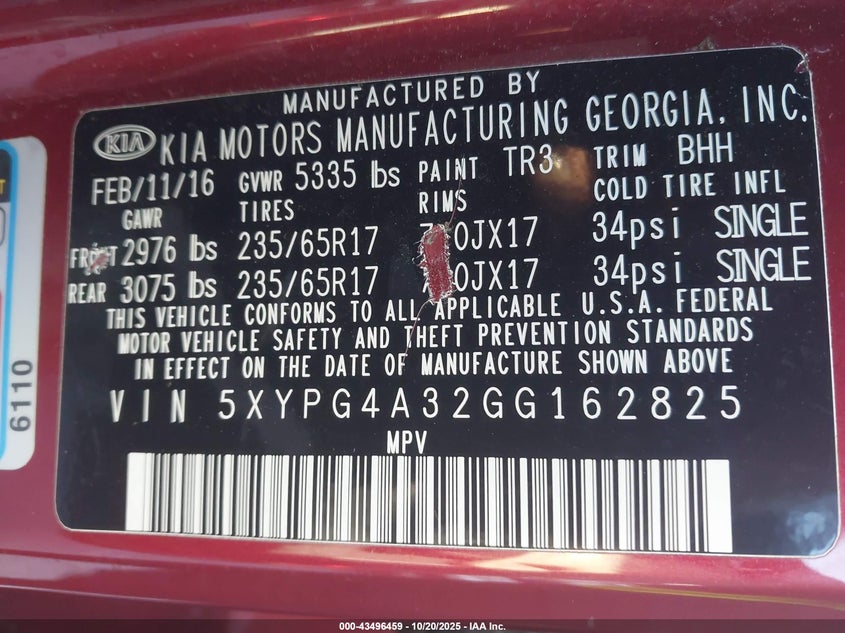 MANUFACTURED BY
KIA KIA MOTORS MANUFACTURING GEORGIA, INC.
FEB/11/16 GVWR 5335 lbs PAINT TR3 TRIM BHH
GAWR TIRES RIMS COLD TIRE INFL
2976 lbs 235/65R17 34psi SINGLE
REAR 3075 lbs 235/65R17 34psi SINGLE
THIS VEHICLE CONFORMS TO ALL APPLICABLE U.S.A. FEDERAL
MOTOR VEHICLE SAFETY AND THEFT PREVENTION STANDARDS
IN EFFECT ON THE DATE OF MANUFACTURE SHOWN ABOVE
VIN 5XYPG4A32GG162825
MPV
6110
000-43496459 - 10/20/2025 - IAA Inc.